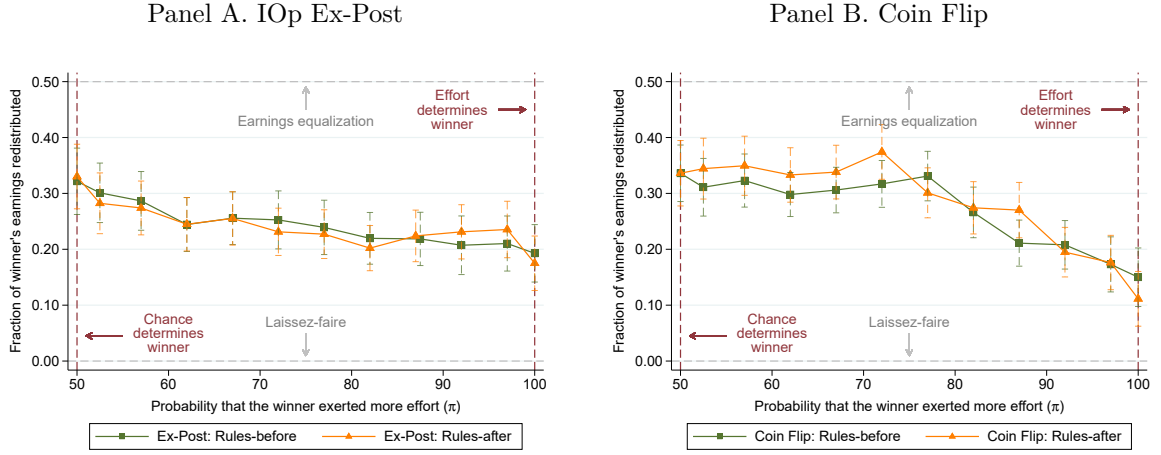 Panel A. IOp Ex-Post
Fraction of winner's earnings redistributed
0.50
0.40
0.30
0.20
0.10
0.00
Earnings equalization
Effort
determines
winner
Chance
determines
winner
Laissez-faire
50
60
70
80
90
100
Probability that the winner exerted more effort (π)
Ex-Post: Rules-before
Ex-Post: Rules-after
Panel B. Coin Flip
Fraction of winner's earnings redistributed
0.50
0.40
0.30
0.20
0.10
0.00
Earnings equalization
Effort
determines
winner
Chance
determines
winner
Laissez-faire
50
60
70
80
90
100
Probability that the winner exerted more effort (π)
Coin Flip: Rules-before
Coin Flip: Rules-after